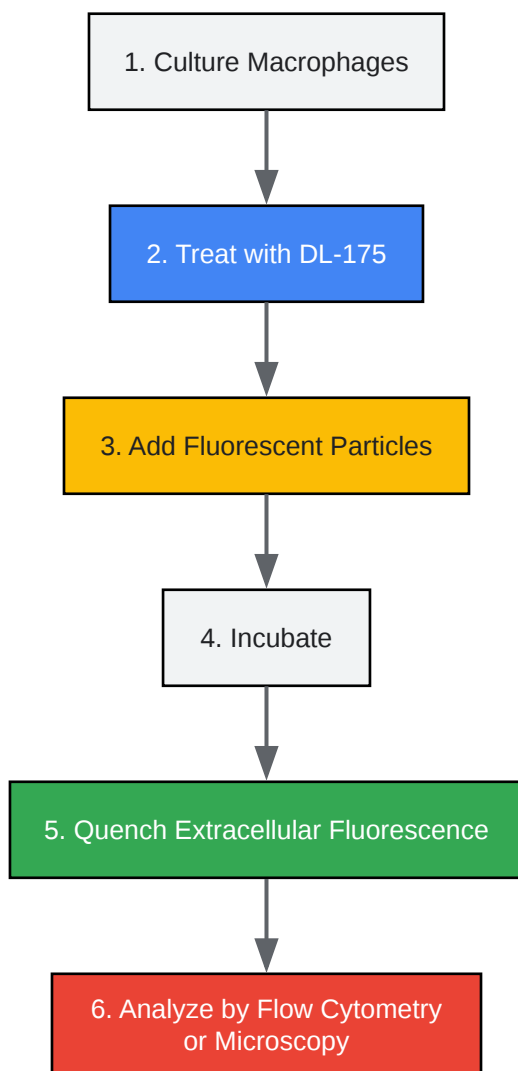 1. Culture Macrophages
2. Treat with DL-175
3. Add Fluorescent Particles
4. Incubate
5. Quench Extracellular Fluorescence
6. Analyze by Flow Cytometry
or Microscopy